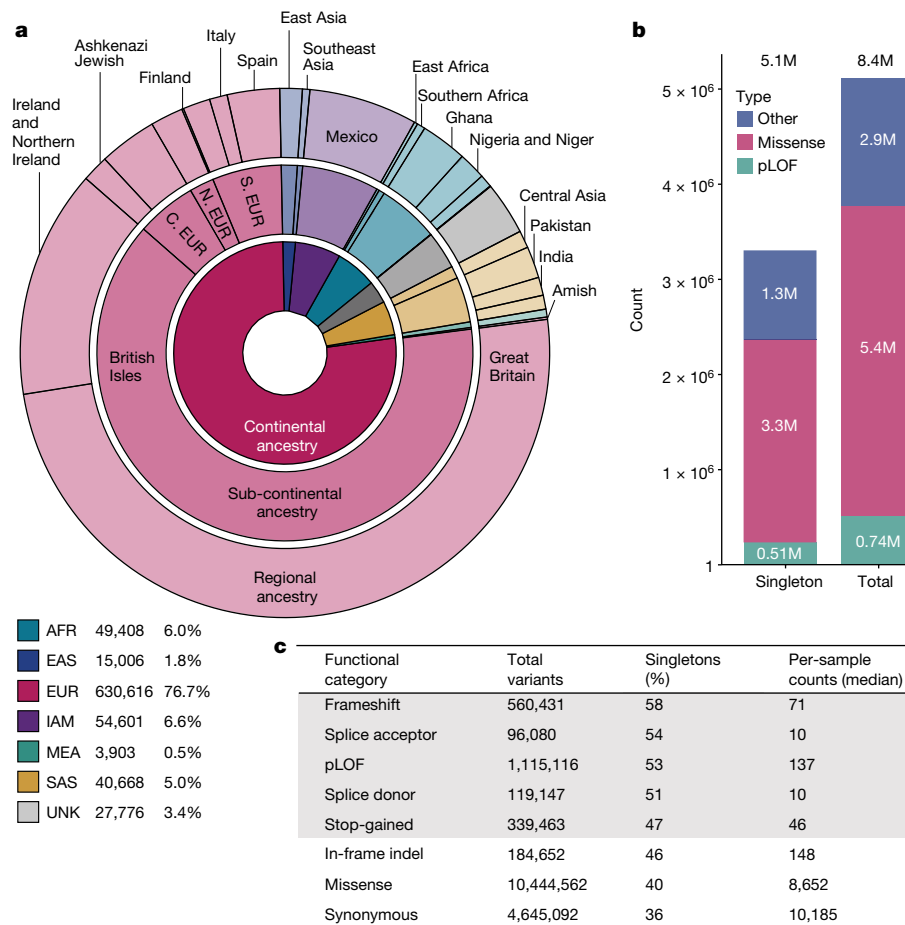 a
East Asia
Italy
Southeast
Asia
Ashkenazi
Jewish
Spain
Finland
East Africa
Southern Africa
Ireland
and
Northern
Ireland
Mexico
Ghana
Nigeria and Niger
Central Asia
Pakistan
India
Amish
C. EUR
N. EUR
S. EUR
British
Isles
Great
Britain
Continental
ancestry
Sub-continental
ancestry
Regional
ancestry
AFR 49,408 6.0%
EAS 15,006 1.8%
EUR 630,616 76.7%
IAM 54,601 6.6%
MEA 3,903 0.5%
SAS 40,668 5.0%
UNK 27,776 3.4%
b
5.1M 8.4M
Type
Other
Missense
pLOF
5 × 10⁶
4 × 10⁶
3 × 10⁶
2 × 10⁶
1 × 10⁶
1
Count
1.3M
3.3M
0.51M
2.9M
5.4M
0.74M
Singleton Total
c
Functional category Total variants Singletons (%) Per-sample counts (median)
Frameshift 560,431 58 71
Splice acceptor 96,080 54 10
pLOF 1,115,116 53 137
Splice donor 119,147 51 10
Stop-gained 339,463 47 46
In-frame indel 184,652 46 148
Missense 10,444,562 40 8,652
Synonymous 4,645,092 36 10,185